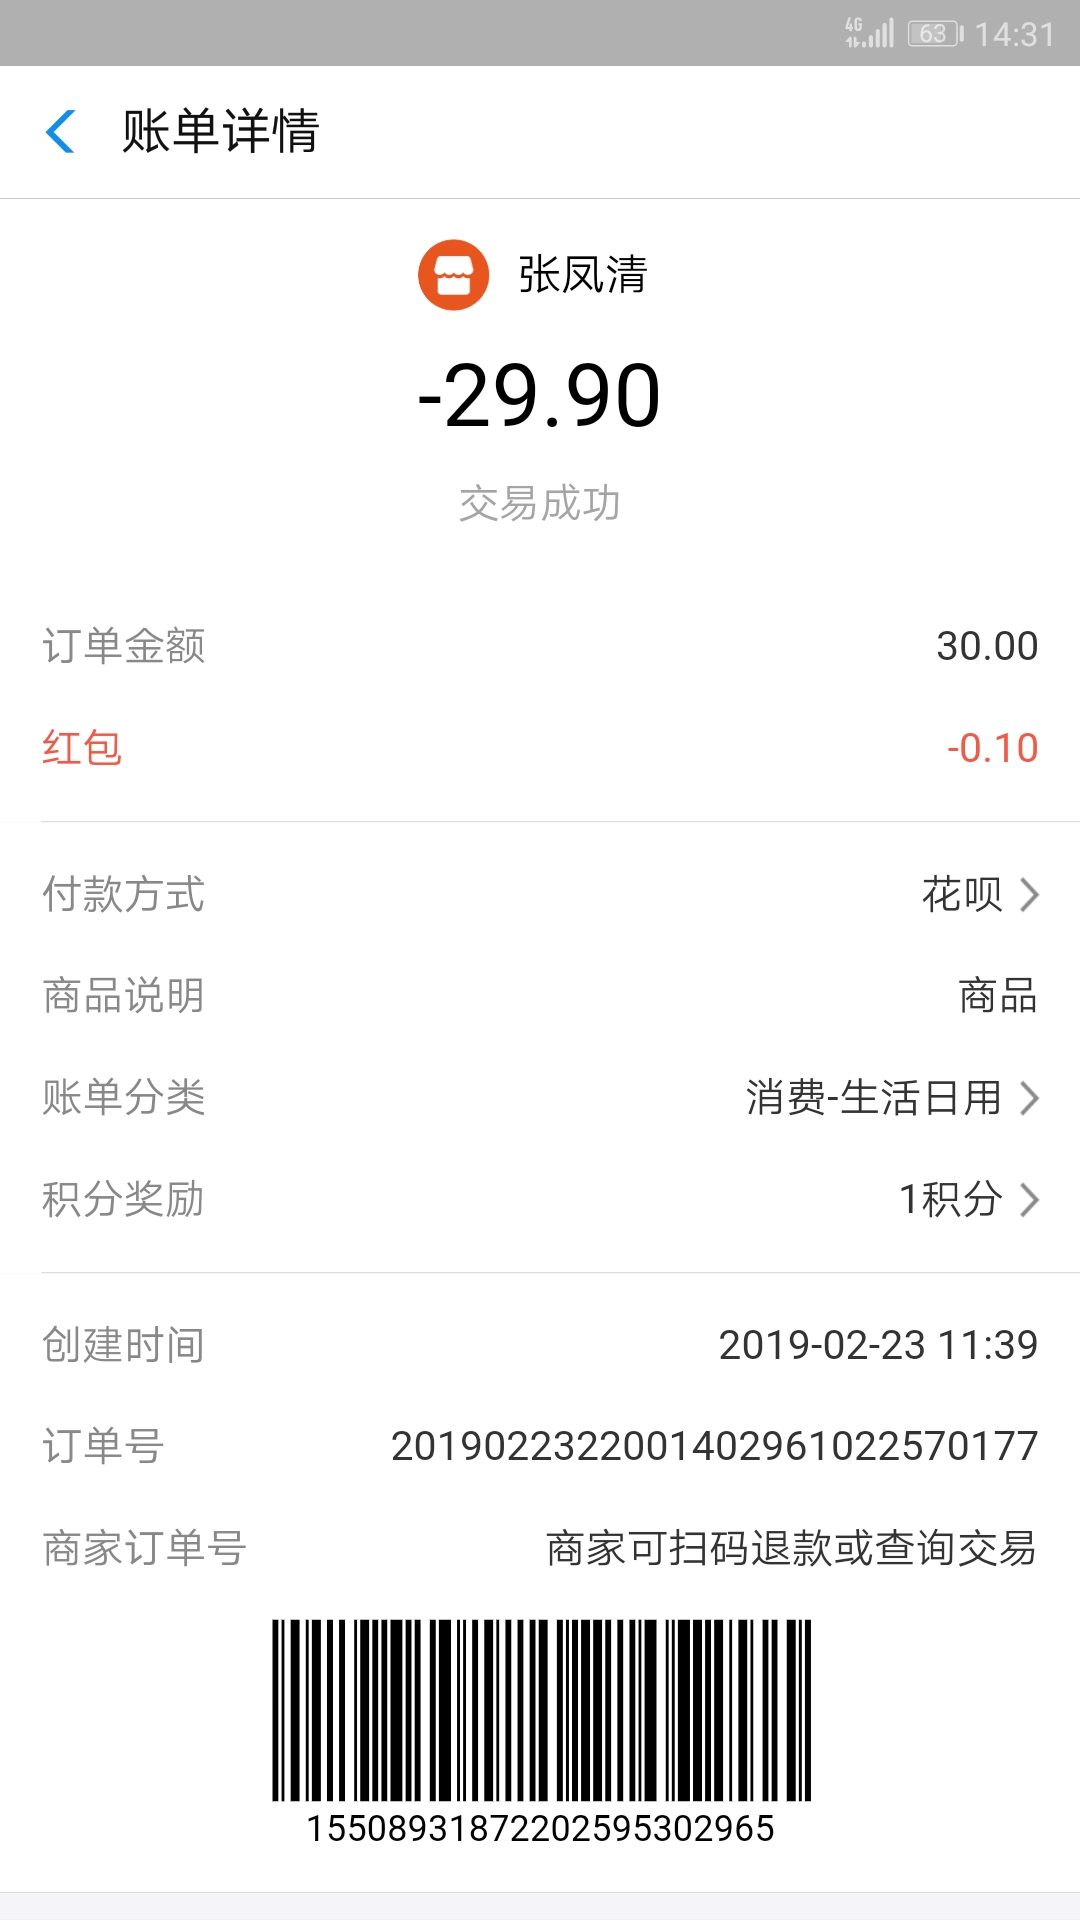 4G 63 14:31
账单详情
张凤清
-29.90
交易成功
订单金额 30.00
红包 -0.10
付款方式 花呗
商品说明 商品
账单分类 消费-生活日用
积分奖励 1积分
创建时间 2019-02-23 11:39
订单号 2019022322001402961022570177
商家订单号 商家可扫码退款或查询交易
15508931872202595302965